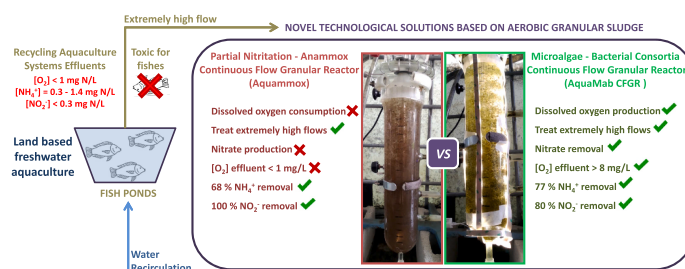 Extremely high flow
NOVEL TECHNOLOGICAL SOLUTIONS BASED ON AEROBIC GRANULAR SLUDGE
Recycling Aquaculture
Systems Effluents
[O₂] < 1 mg N/L
[NH₄⁺] = 0.3 - 1.4 mg N/L
[NO₂⁻] < 0.3 mg N/L
Toxic for
fishes
Land based
freshwater
aquaculture
FISH PONDS
Water
Recirculation
Partial Nitritation - Anammox
Continuous Flow Granular Reactor
(Aquammox)
Dissolved oxygen consumption
Treat extremely high flows
Nitrate production
[O₂] effluent < 1 mg/L
68 % NH₄⁺ removal
100 % NO₂⁻ removal
VS
Microalgae - Bacterial Consortia
Continuous Flow Granular Reactor
(AquaMab CFGR )
Dissolved oxygen production
Treat extremely high flows
Nitrate removal
[O₂] effluent > 8 mg/L
77 % NH₄⁺ removal
80 % NO₂⁻ removal